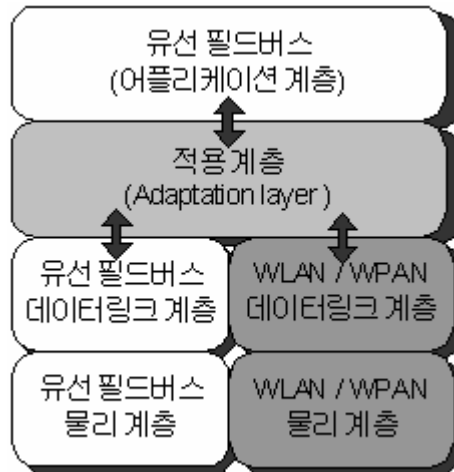 유선 필드버스
(어플리케이션 계층)
적용계층
(Adaptation layer )
유선 필드버스
데이터링크 계층
WLAN / WPAN
데이터링크 계층
유선 필드버스
물리 계층
WLAN / WPAN
물리 계층